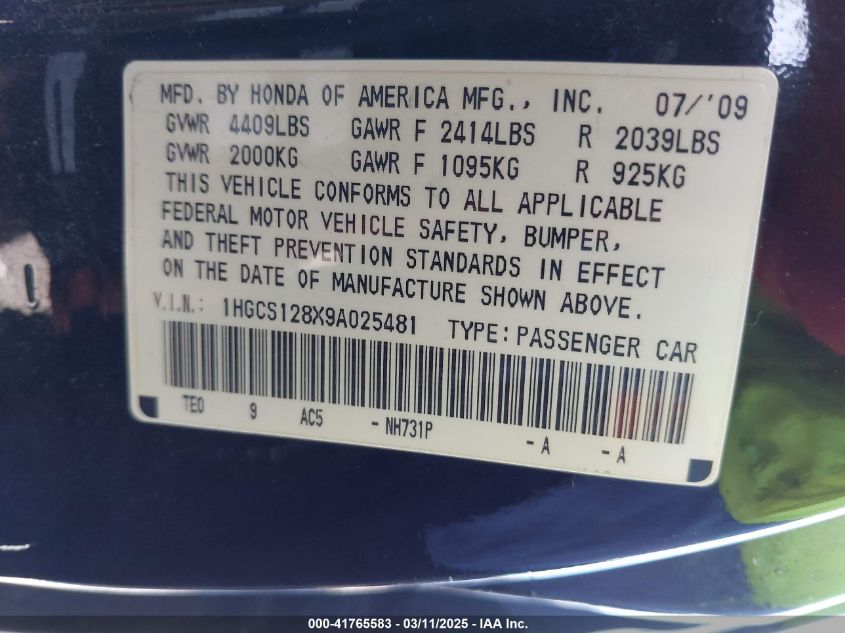 MFD. BY HONDA OF AMERICA MFG., INC. 07/'09
GVWR 4409LBS GAWR F 2414LBS R 2039LBS
GVWR 2000KG GAWR F 1095KG R 925KG
THIS VEHICLE CONFORMS TO ALL APPLICABLE
FEDERAL MOTOR VEHICLE SAFETY, BUMPER,
AND THEFT PREVENTION STANDARDS IN EFFECT
ON THE DATE OF MANUFACTURE SHOWN ABOVE.
V.I.N.: 1HGCS128X9A025481 TYPE: PASSENGER CAR
TE0 9 AC5 - NH731P - A - A
000-41765583 - 03/11/2025 - IAA Inc.